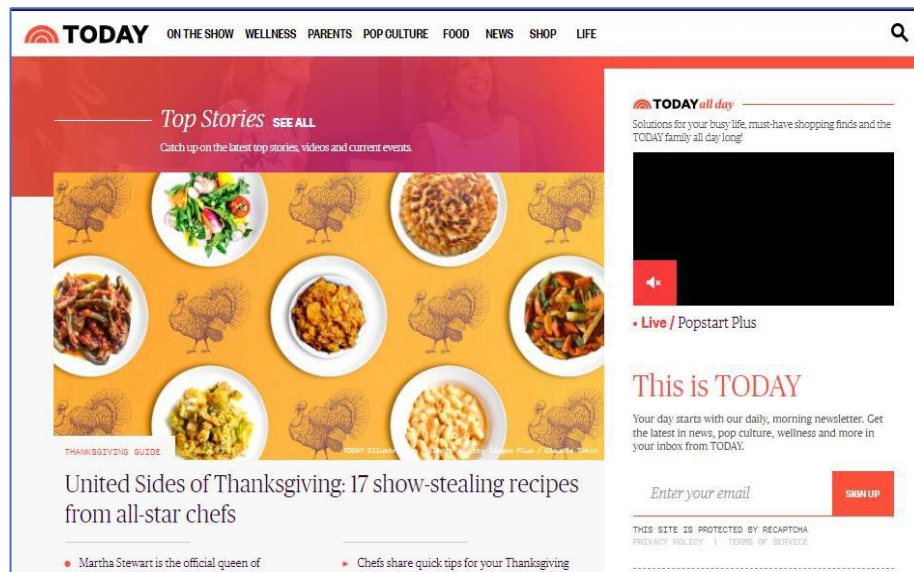 TODAY ON THE SHOW WELLNESS PARENTS POP CULTURE FOOD NEWS SHOP LIFE
Top Stories SEE ALL
Catch up on the latest top stories, videos and current events.
THANKSGIVING GUIDE
TODAY Illustr
United Sides of Thanksgiving: 17 show-stealing recipes
from all-star chefs
Martha Stewart is the official queen of
Chefs share quick tips for your Thanksgiving
TODAY all day
Solutions for your busy life, must-have shopping finds and the
TODAY family all day long!
Live / Popstart Plus
This is TODAY
Your day starts with our daily, morning newsletter. Get
the latest in news, pop culture, wellness and more in
your inbox from TODAY.
Enter your email SIGN UP
THIS SITE IS PROTECTED BY RECAPTCHA
PRIVACY POLICY | TERMS OF SERVICE